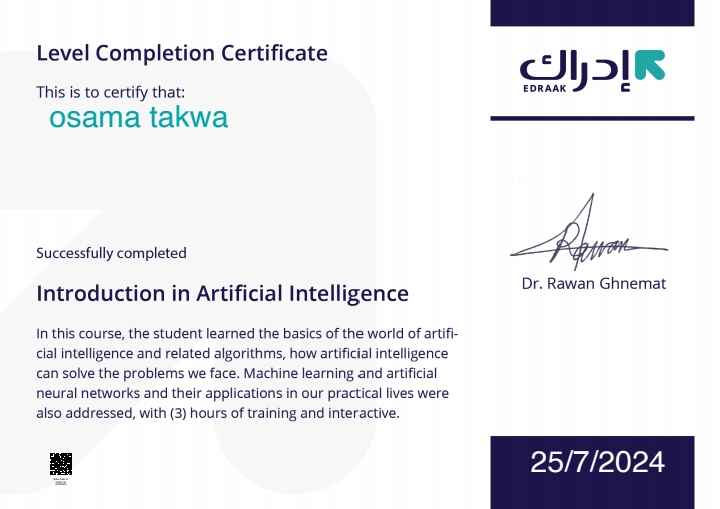 Level Completion Certificate
This is to certify that:
osama takwa
Successfully completed
Introduction in Artificial Intelligence
In this course, the student learned the basics of the world of artifi-
cial intelligence and related algorithms, how artificial intelligence
can solve the problems we face. Machine learning and artificial
neural networks and their applications in our practical lives were
also addressed, with (3) hours of training and interactive.
إدراك
EDRAAK
Rawan
Dr. Rawan Ghnemat
25/7/2024